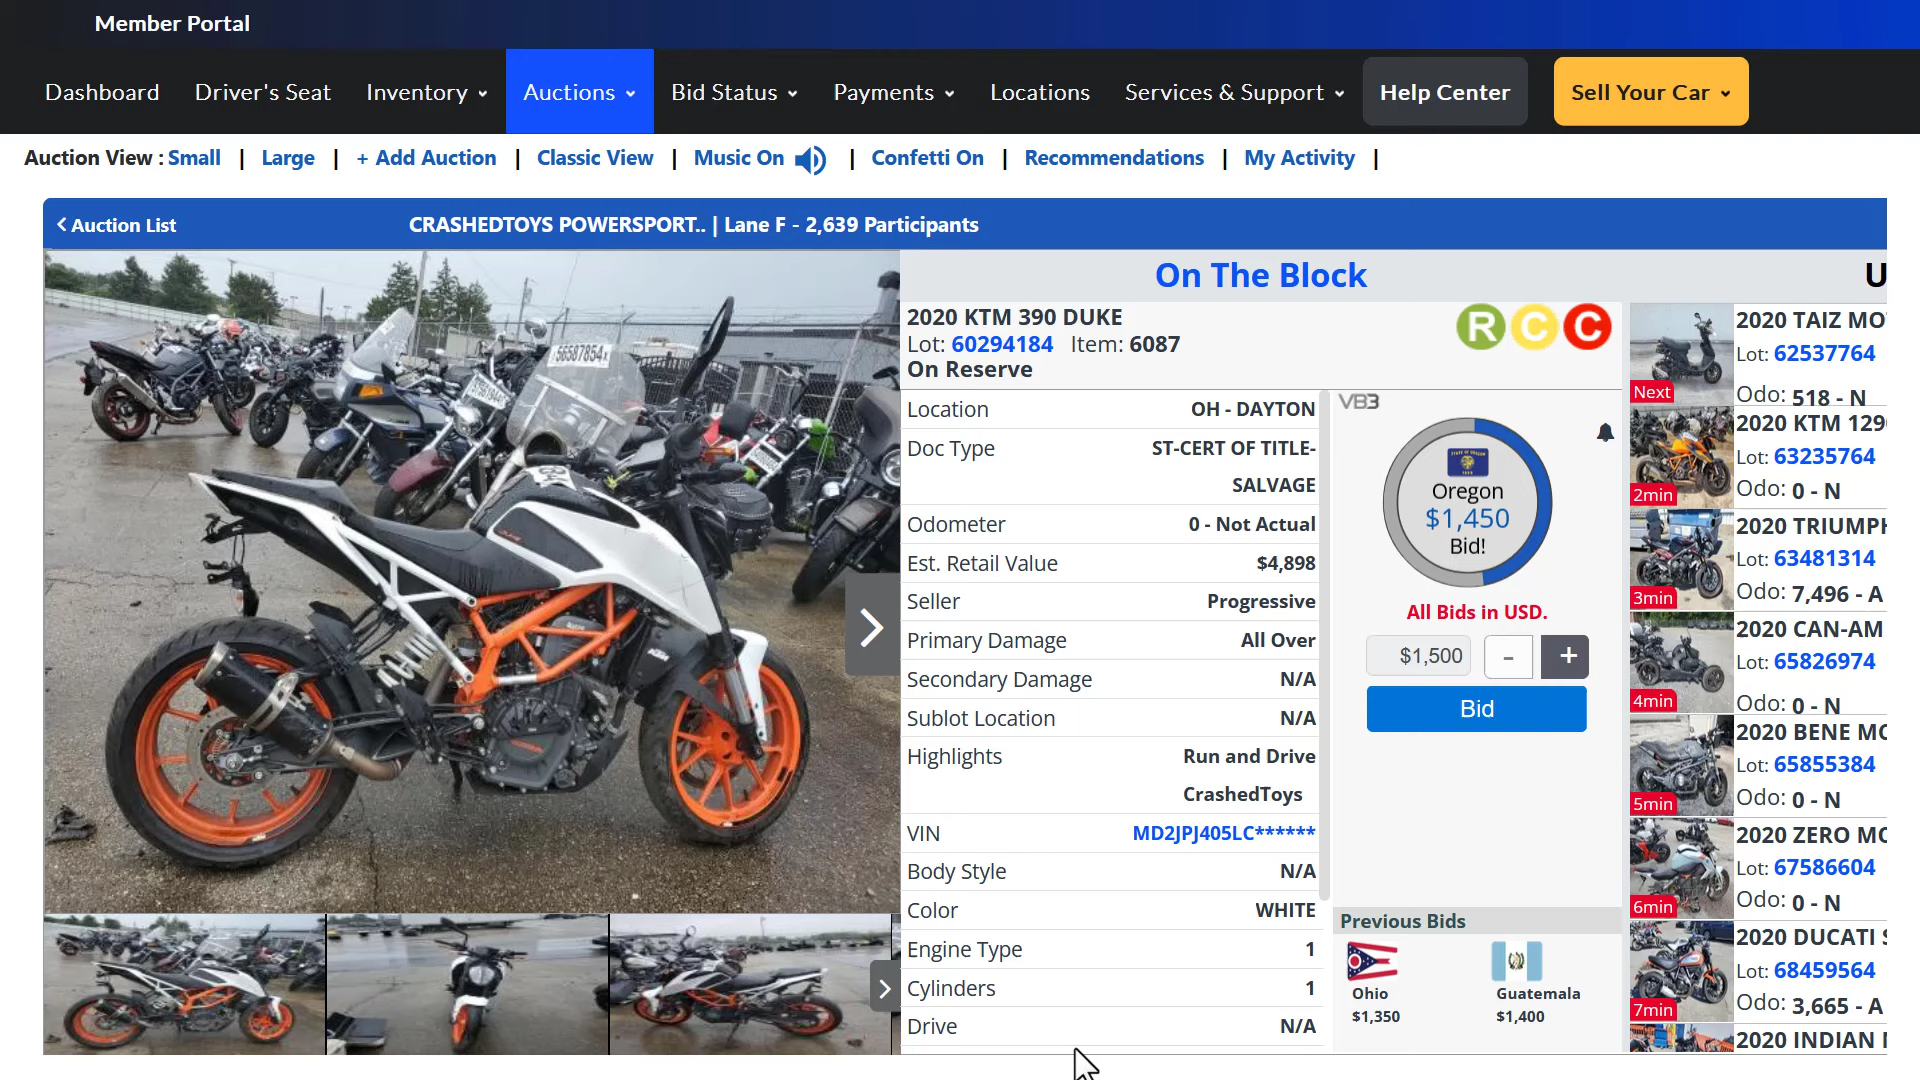 Member Portal
Dashboard Driver's Seat Inventory Auctions Bid Status Payments Locations Services & Support Help Center Sell Your Car
Auction View : Small | Large | + Add Auction | Classic View | Music On | Confetti On | Recommendations | My Activity |
Auction List CRASHEDTOYS POWERSPORT.. | Lane F - 2,639 Participants
On The Block
U
2020 KTM 390 DUKE
Lot: 60294184 Item: 6087
On Reserve
R C C
Location OH - DAYTON
Doc Type ST-CERT OF TITLE-
SALVAGE
Odometer 0 - Not Actual
Est. Retail Value $4,898
Seller Progressive
Primary Damage All Over
Secondary Damage N/A
Sublot Location N/A
Highlights Run and Drive
CrashedToys
VIN MD2JPJ405LC******
Body Style N/A
Color WHITE
Engine Type 1
Cylinders 1
Drive N/A
VB3
Oregon
$1,450
Bid!
All Bids in USD.
$1,500 - +
Bid
Previous Bids
Ohio
$1,350
Guatemala
$1,400
2020 TAIZ MO
Lot: 62537764
Odo: 518 - N
Next
2020 KTM 129
Lot: 63235764
Odo: 0 - N
2min
2020 TRIUMPH
Lot: 63481314
Odo: 7,496 - A
3min
2020 CAN-AM
Lot: 65826974
Odo: 0 - N
4min
2020 BENE MO
Lot: 65855384
Odo: 0 - N
5min
2020 ZERO MO
Lot: 67586604
Odo: 0 - N
6min
2020 DUCATI S
Lot: 68459564
Odo: 3,665 - A
7min
2020 INDIAN
56587854
KTM